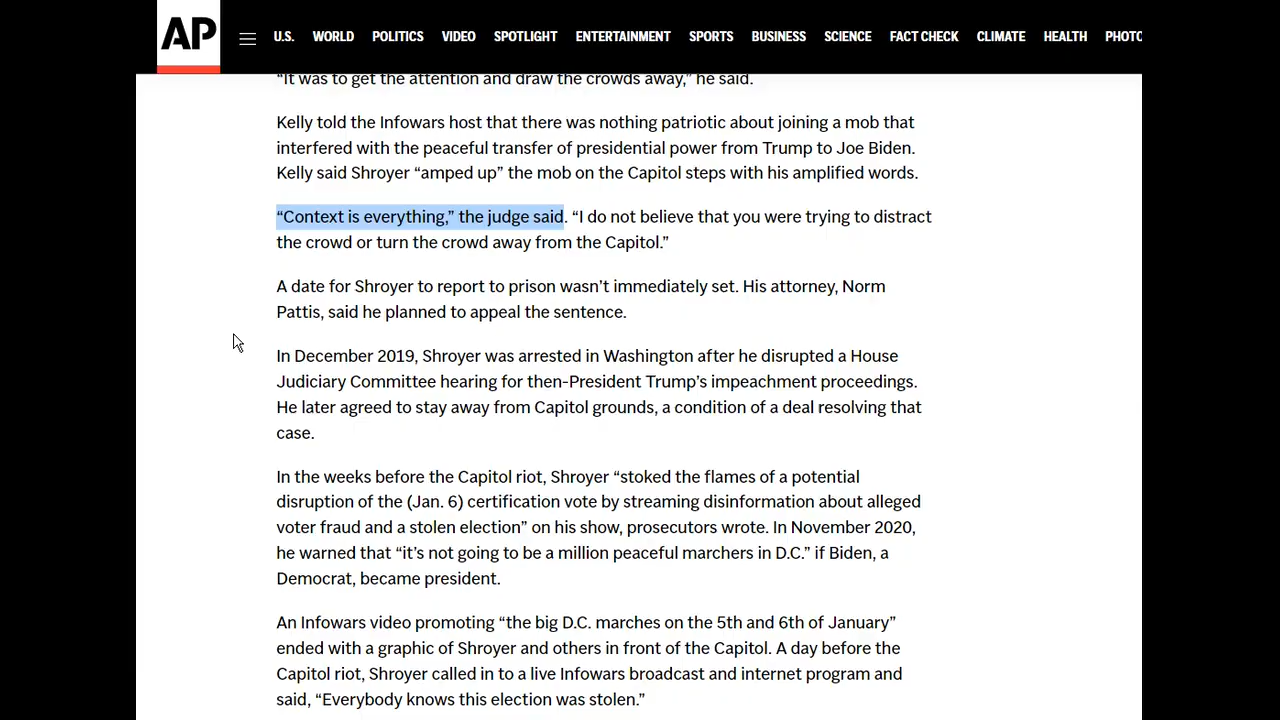 AP
U.S. WORLD POLITICS VIDEO SPOTLIGHT ENTERTAINMENT SPORTS BUSINESS SCIENCE FACT CHECK CLIMATE HEALTH PHOTO
“It was to get the attention and draw the crowds away,” he said.
Kelly told the Infowars host that there was nothing patriotic about joining a mob that
interfered with the peaceful transfer of presidential power from Trump to Joe Biden.
Kelly said Shroyer “amped up” the mob on the Capitol steps with his amplified words.
“Context is everything,” the judge said. “I do not believe that you were trying to distract
the crowd or turn the crowd away from the Capitol.”
A date for Shroyer to report to prison wasn’t immediately set. His attorney, Norm
Pattis, said he planned to appeal the sentence.
In December 2019, Shroyer was arrested in Washington after he disrupted a House
Judiciary Committee hearing for then-President Trump’s impeachment proceedings.
He later agreed to stay away from Capitol grounds, a condition of a deal resolving that
case.
In the weeks before the Capitol riot, Shroyer “stoked the flames of a potential
disruption of the (Jan. 6) certification vote by streaming disinformation about alleged
voter fraud and a stolen election” on his show, prosecutors wrote. In November 2020,
he warned that “it’s not going to be a million peaceful marchers in D.C.” if Biden, a
Democrat, became president.
An Infowars video promoting “the big D.C. marches on the 5th and 6th of January”
ended with a graphic of Shroyer and others in front of the Capitol. A day before the
Capitol riot, Shroyer called in to a live Infowars broadcast and internet program and
said, “Everybody knows this election was stolen.”